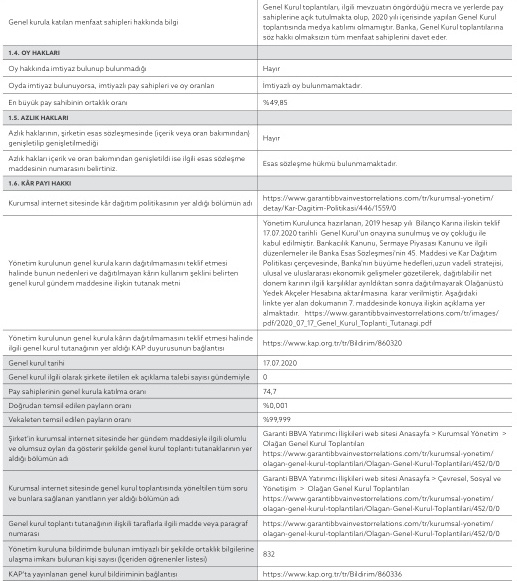 Genel kurula katılan menfaat sahipleri hakkında bilgi
Genel Kurul toplantıları, ilgili mevzuatın öngördüğü mecra ve yerlerde pay
sahiplerine açık tutulmakta olup, 2020 yılı içerisinde yapılan Genel Kurul
toplantısında medya katılımı olmamıştır. Banka, Genel Kurul toplantılarına
söz hakkı olmaksızın tüm menfaat sahiplerini davet eder.
1.4. OY HAKLARI
Oy hakkında imtiyaz bulunup bulunmadığı
Hayır
Oyda imtiyaz bulunuyorsa, imtiyazlı pay sahipleri ve oy oranları
İmtiyazlı oy bulunmamaktadır.
En büyük pay sahibinin ortaklık oranı
%49,85
1.5. AZLIK HAKLARI
Azlık haklarının, şirketin esas sözleşmesinde (içerik veya oran bakımından)
genişletilip genişletilmediği
Hayır
Azlık hakları içerik ve oran bakımından genişletildi ise ilgili esas sözleşme
maddesinin numarasını belirtiniz.
Esas sözleşme hükmü bulunmamaktadır.
1.6. KÂR PAYI HAKKI
Kurumsal internet sitesinde kâr dağıtım politikasının yer aldığı bölümün adı
https://www.garantibbvainvestorrelations.com/tr/kurumsal-yonetim/
detay/Kar-Dagitim-Politikasi/446/1559/0
Yönetim kurulunun genel kurula karın dağıtılmamasını teklif etmesi
halinde bunun nedenleri ve dağıtılmayan kârın kullanım şeklini belirten
genel kurul gündem maddesine ilişkin tutanak metni
Yönetim Kurulunca hazırlanan, 2019 hesap yılı Bilanço Karına ilişkin teklif
17.07.2020 tarihli Genel Kurul'un onayına sunulmuş ve oy çokluğu ile
kabul edilmiştir. Bankacılık Kanunu, Sermaye Piyasası Kanunu ve ilgili
düzenlemeler ile Banka Esas Sözleşmesi'nin 45. Maddesi ve Kar Dağıtım
Politikası çerçevesinde, Banka'nın büyüme hedefleri,uzun vadeli stratejisi,
ulusal ve uluslararası ekonomik gelişmeler gözetilerek, dağıtılabilir net
dönem karının ilgili karşılıklar ayrıldıktan sonra dağıtılmayarak Olağanüstü
Yedek Akçeler Hesabına aktarılmasına karar verilmiştir. Aşağıdaki
linkte yer alan dokümanın 7. maddesinde konuya ilişkin açıklama yer
almaktadır. https://www.garantibbvainvestorrelations.com/tr/images/
pdf/2020_07_17_Genel_Kurul_Toplanti_Tutanagi.pdf
Yönetim kurulunun genel kurula karın dağıtılmamasını teklif etmesi halinde
ilgili genel kurul tutanağının yer aldığı KAP duyurusunun bağlantısı
https://www.kap.org.tr/tr/Bildirim/860320
Genel kurul tarihi
17.07.2020
Genel kurul ilgili olarak şirkete iletilen ek açıklama talebi sayısı gündemiyle
0
Pay sahiplerinin genel kurula katılma oranı
74,7
Doğrudan temsil edilen payların oranı
%0,001
Vekaleten temsil edilen payların oranı
%99,999
Şirket'in kurumsal internet sitesinde her gündem maddesiyle ilgili olumlu
ve olumsuz oyları da gösterir şekilde genel kurul toplantı tutanaklarının yer
aldığı bölümün adı
Garanti BBVA Yatırımcı İlişkileri web sitesi Anasayfa > Kurumsal Yönetim >
Olağan Genel Kurul Toplantıları
https://www.garantibbvainvestorrelations.com/tr/kurumsal-yonetim/
olagan-genel-kurul-toplantilari/Olagan-Genel-Kurul-Toplantilari/452/0/0
Kurumsal internet sitesinde genel kurul toplantısında yöneltilen tüm soru
ve bunlara sağlanan yanıtların yer aldığı bölümün adı
Garanti BBVA Yatırımcı İlişkileri web sitesi Anasayfa > Çevresel, Sosyal ve
Yönetişim > Olağan Genel Kurul Toplantıları
https://www.garantibbvainvestorrelations.com/tr/kurumsal-yonetim/
olagan-genel-kurul-toplantilari/Olagan-Genel-Kurul-Toplantilari/452/0/0
Genel kurul toplantı tutanağının ilişkili taraflarla ilgili madde veya paragraf
numarası
https://www.garantibbvainvestorrelations.com/tr/kurumsal-yonetim/
olagan-genel-kurul-toplantilari/Olagan-Genel-Kurul-Toplantilari/452/0/0
Yönetim kuruluna bildirimde bulunan imtiyazlı bir şekilde ortaklık bilgilerine
ulaşma imkanı bulunan kişi sayısı (İçeriden öğrenenler listesi)
832
KAP'ta yayınlanan genel kurul bildiriminin bağlantısı
https://www.kap.org.tr/tr/Bildirim/860336